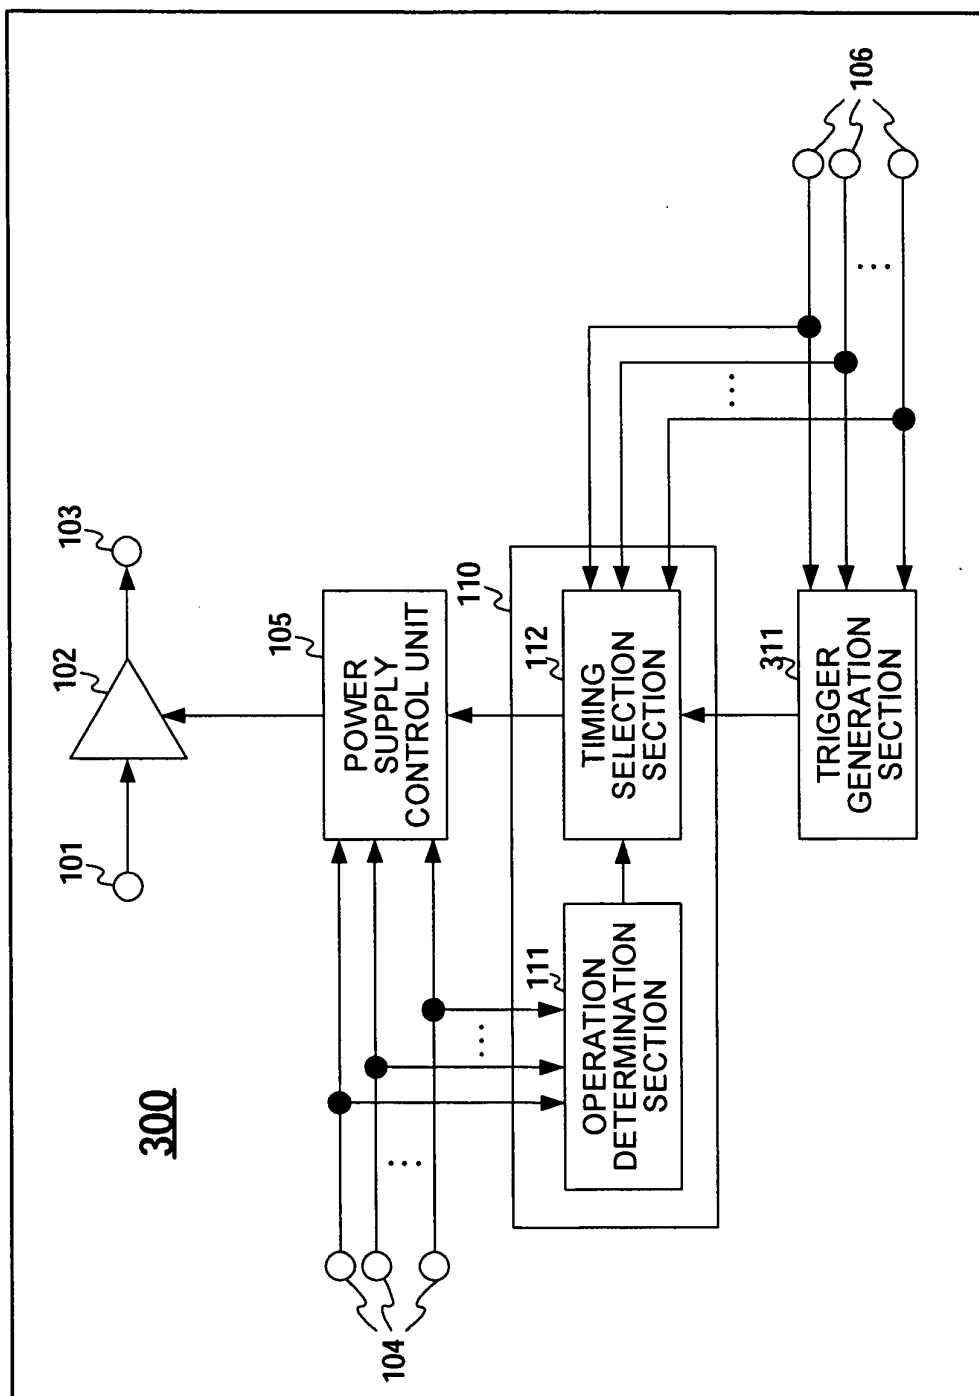 300
101
102
103
104
105
POWER
SUPPLY
CONTROL UNIT
110
111
OPERATION
DETERMINATION
SECTION
112
TIMING
SELECTION
SECTION
311
TRIGGER
GENERATION
SECTION
106